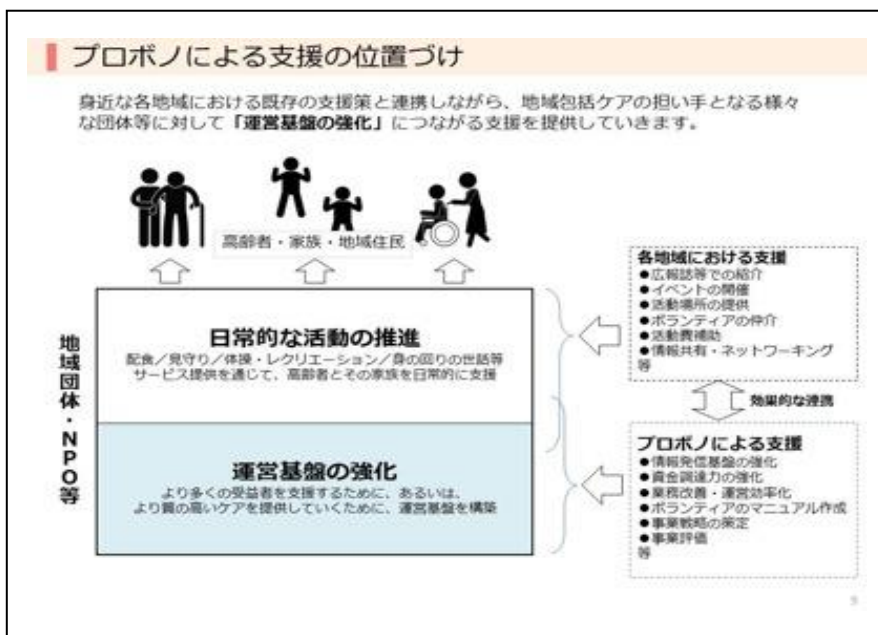 プロボノによる支援の位置づけ
身近な各地域における既存の支援策と連携しながら、地域包括ケアの担い手となる様々
な団体等に対して「運営基盤の強化」につながる支援を提供していきます。
高齢者・家族・地域住民
地域団体・NPO等
日常的な活動の推進
配食／見守り／体操・レクリエーション／身の回りの世話等
サービス提供を通じて、高齢者とその家族を日常的に支援
運営基盤の強化
より多くの受益者を支援するために、あるいは、
より質の高いケアを提供していくために、運営基盤を構築
各地域における支援
●広報誌等での紹介
●イベントの開催
●活動場所の提供
●ボランティアの仲介
●活動費補助
●情報共有・ネットワーキング
等
効果的な連携
プロボノによる支援
●情報発信基盤の強化
●資金調達力の強化
●業務改善・運営効率化
●ボランティアのマニュアル作成
●事業戦略の策定
●事業評価
等
9